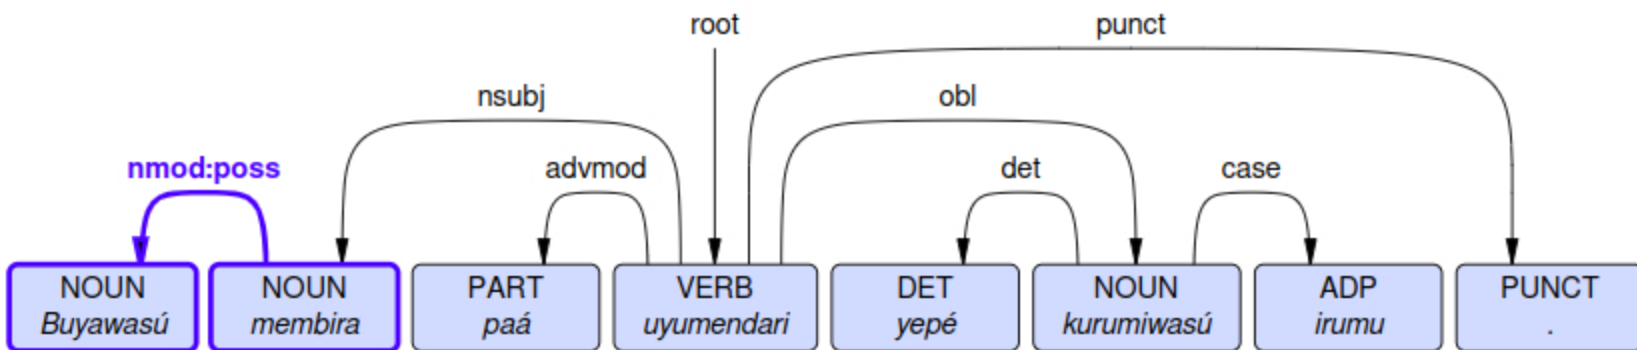 root punct
nsubj obl
nmod:poss advmod det case
NOUN NOUN PART VERB DET NOUN ADP PUNCT
Buyawasú membira paá uyumendari yepé kurumiwasú irumu .